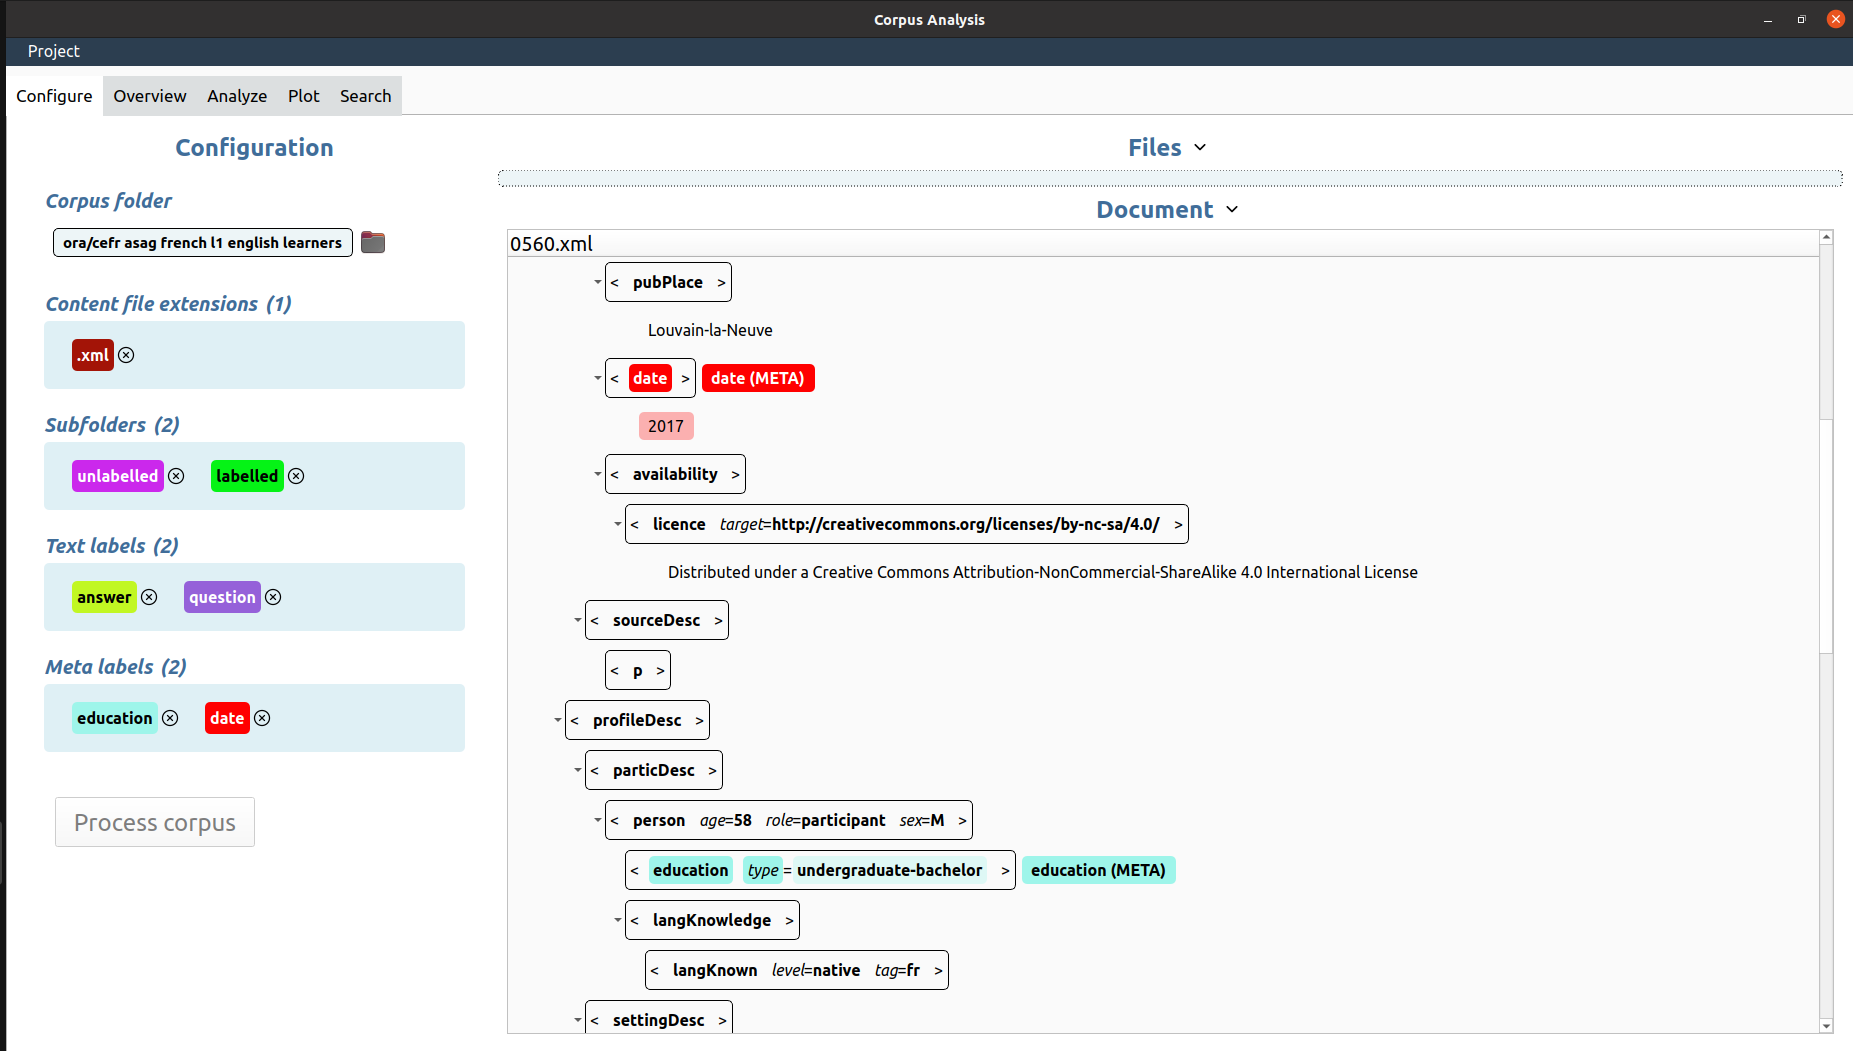 Corpus Analysis
Project
Configure Overview Analyze Plot Search
Configuration
Corpus folder
ora/cefr asag french l1 english learners
Content file extensions (1)
.xml
Subfolders (2)
unlabelled labelled
Text labels (2)
answer question
Meta labels (2)
education date
Process corpus
Files
Document
0560.xml
< pubPlace >
Louvain-la-Neuve
< date > date (META)
2017
< availability >
< licence target=http://creativecommons.org/licenses/by-nc-sa/4.0/ >
Distributed under a Creative Commons Attribution-NonCommercial-ShareAlike 4.0 International License
< sourceDesc >
< p >
< profileDesc >
< particDesc >
< person age=58 role=participant sex=M >
< education type=undergraduate-bachelor > education (META)
< langKnowledge >
< langKnown level=native tag=fr >
< settingDesc >